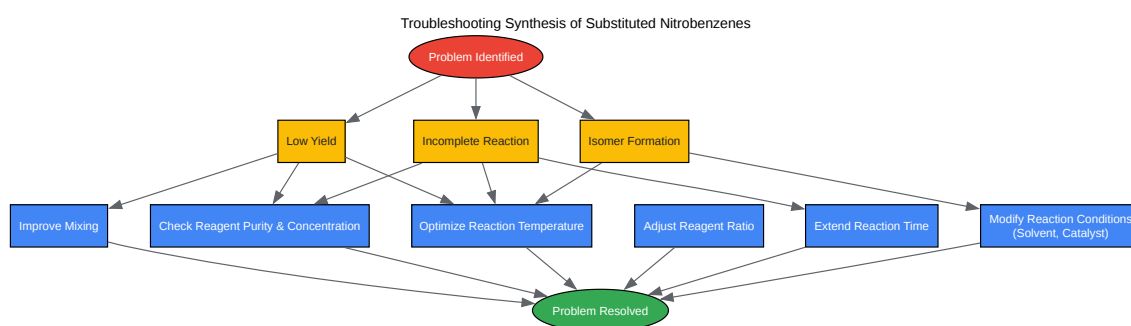 Troubleshooting Synthesis of Substituted Nitrobenzenes
Problem Identified
Low Yield
Incomplete Reaction
Isomer Formation
Improve Mixing
Check Reagent Purity & Concentration
Optimize Reaction Temperature
Adjust Reagent Ratio
Extend Reaction Time
Modify Reaction Conditions
(Solvent, Catalyst)
Problem Resolved